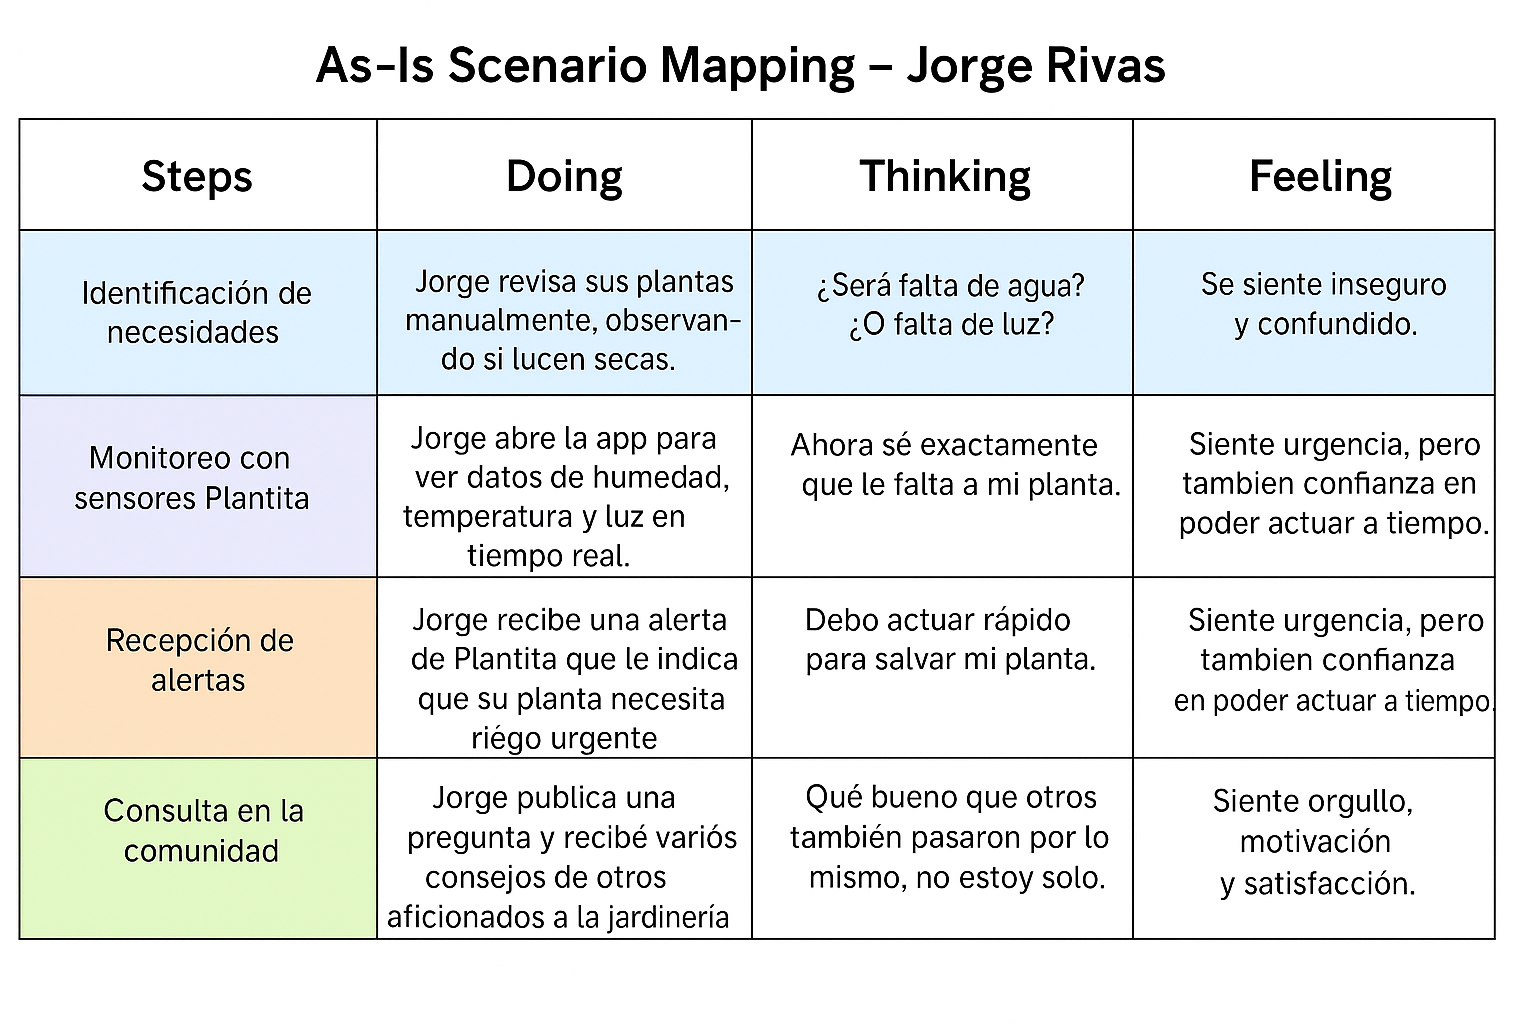 As-Is Scenario Mapping – Jorge Rivas
Steps
Doing
Thinking
Feeling
Identificación de
necesidades
Jorge revisa sus plantas
manualmente, observan-
do si lucen secas.
¿Será falta de agua?
¿O falta de luz?
Se siente inseguro
y confundido.
Monitoreo con
sensores Plantita
Jorge abre la app para
ver datos de humedad,
temperatura y luz en
tiempo real.
Ahora sé exactamente
que le falta a mi planta.
Siente urgencia, pero
tambien confianza en
poder actuar a tiempo.
Recepción de
alertas
Jorge recibe una alerta
de Plantita que le indica
que su planta necesita
riégo urgente
Debo actuar rápido
para salvar mi planta.
Siente urgencia, pero
tambien confianza
en poder actuar a tiempo.
Consulta en la
comunidad
Jorge publica una
pregunta y recibé variós
consejos de otros
aficionados a la jardinería
Qué bueno que otros
también pasaron por lo
mismo, no estoy solo.
Siente orgullo,
motivación
y satisfacción.